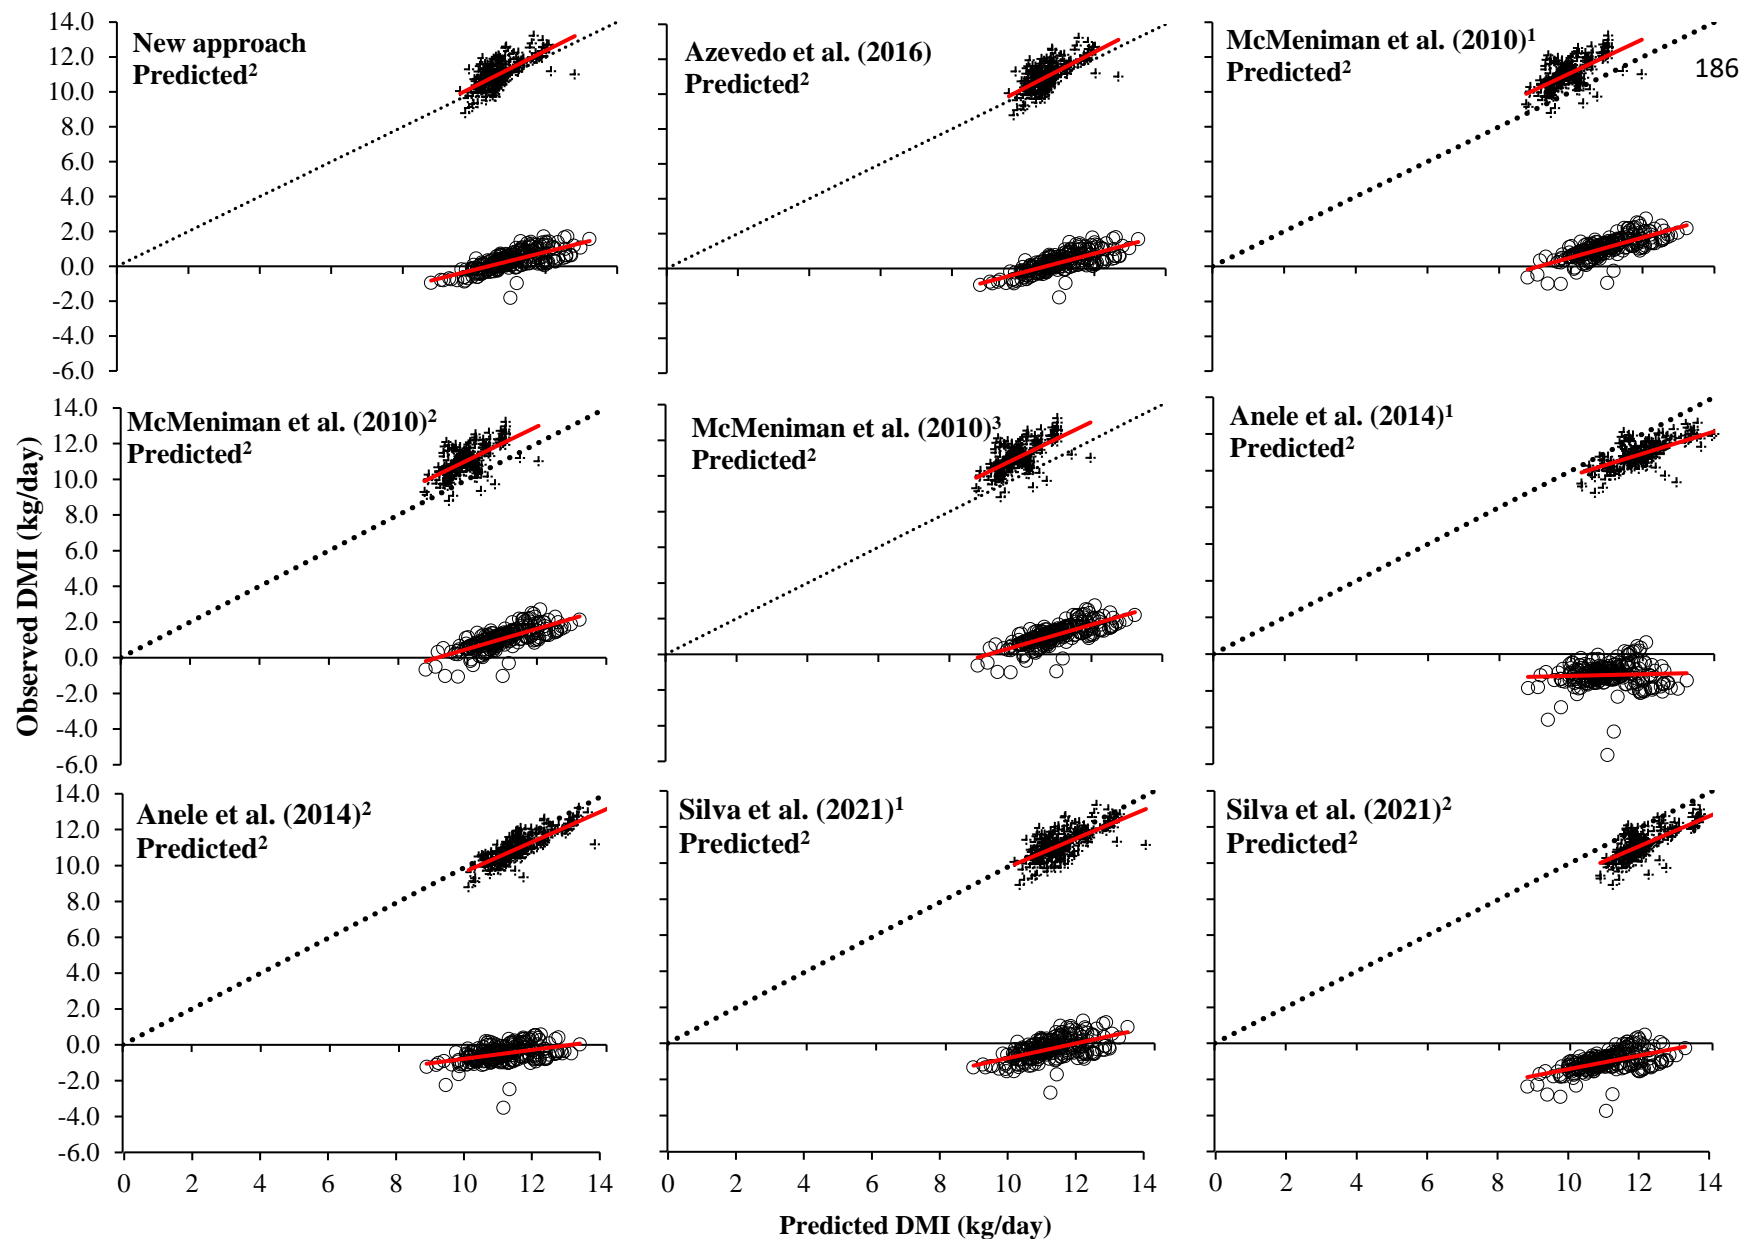 14.0
12.0
10.0
8.0
6.0
4.0
2.0
0.0
-2.0
-4.0
-6.0
New approach
Predicted²
Azevedo et al. (2016)
Predicted²
McMeniman et al. (2010)¹
Predicted²
186
Observed DMI (kg/day)
14.0
12.0
10.0
8.0
6.0
4.0
2.0
0.0
-2.0
-4.0
-6.0
McMeniman et al. (2010)²
Predicted²
McMeniman et al. (2010)³
Predicted²
Anele et al. (2014)¹
Predicted²
14.0
12.0
10.0
8.0
6.0
4.0
2.0
0.0
-2.0
-4.0
-6.0
Anele et al. (2014)²
Predicted²
Silva et al. (2021)¹
Predicted²
Silva et al. (2021)²
Predicted²
0 2 4 6 8 10 12 14
0 2 4 6 8 10 12 14
0 2 4 6 8 10 12 14
Predicted DMI (kg/day)